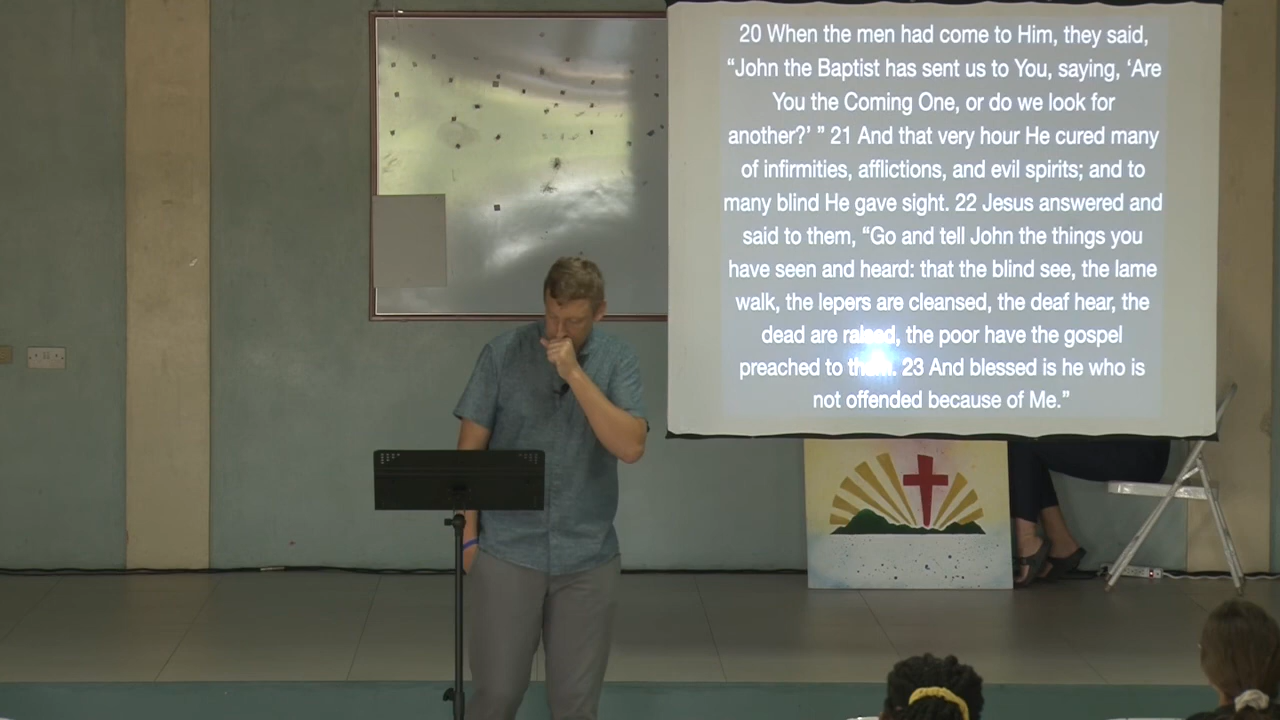 20 When the men had come to Him, they said,
“John the Baptist has sent us to You, saying, ‘Are
You the Coming One, or do we look for
another?’ ” 21 And that very hour He cured many
of infirmities, afflictions, and evil spirits; and to
many blind He gave sight. 22 Jesus answered and
said to them, “Go and tell John the things you
have seen and heard: that the blind see, the lame
walk, the lepers are cleansed, the deaf hear, the
dead are raised, the poor have the gospel
preached to them. 23 And blessed is he who is
not offended because of Me.”